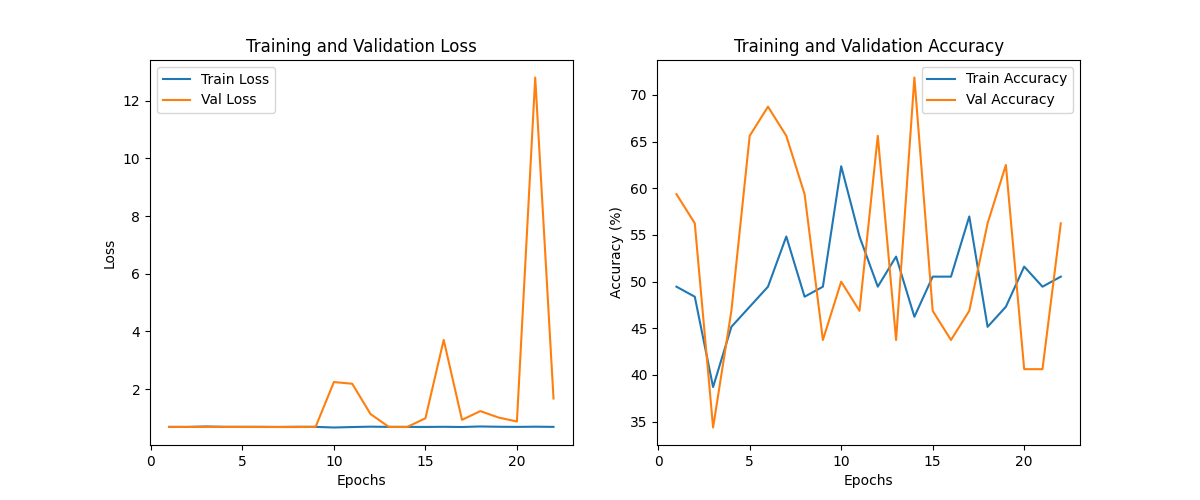 Training and Validation Loss
Train Loss
Val Loss
12
10
8
6
4
2
Loss
0
5
10
15
20
Epochs
Training and Validation Accuracy
Train Accuracy
Val Accuracy
70
65
60
55
50
45
40
35
Accuracy (%)
0
5
10
15
20
Epochs